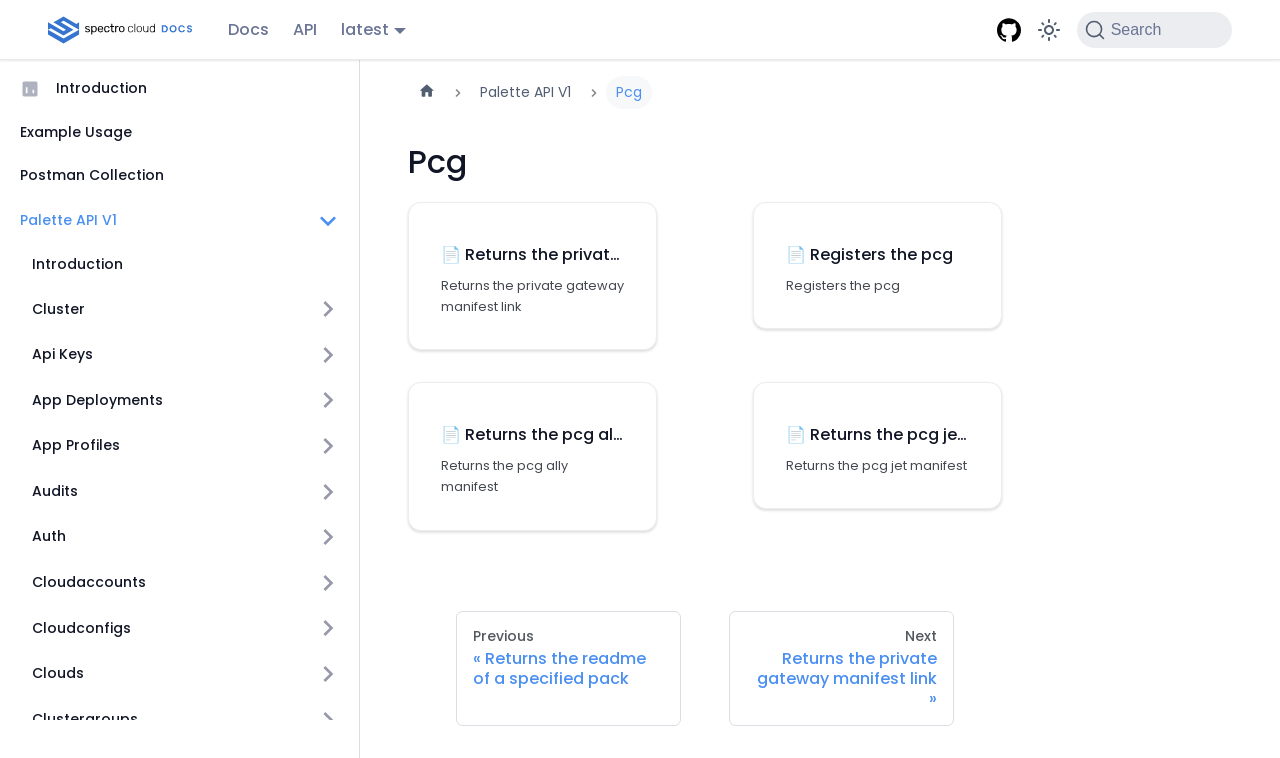 spectro cloud DOCS
Docs
API
latest
Search
Introduction
Example Usage
Postman Collection
Palette API V1
Introduction
Cluster
Api Keys
App Deployments
App Profiles
Audits
Auth
Cloudaccounts
Cloudconfigs
Clouds
Clustergroups
Palette API V1
Pcg
Pcg
Returns the privat…
Returns the private gateway
manifest link
Registers the pcg
Registers the pcg
Returns the pcg al…
Returns the pcg ally
manifest
Returns the pcg je…
Returns the pcg jet manifest
Previous
« Returns the readme
of a specified pack
Next
Returns the private
gateway manifest link
»